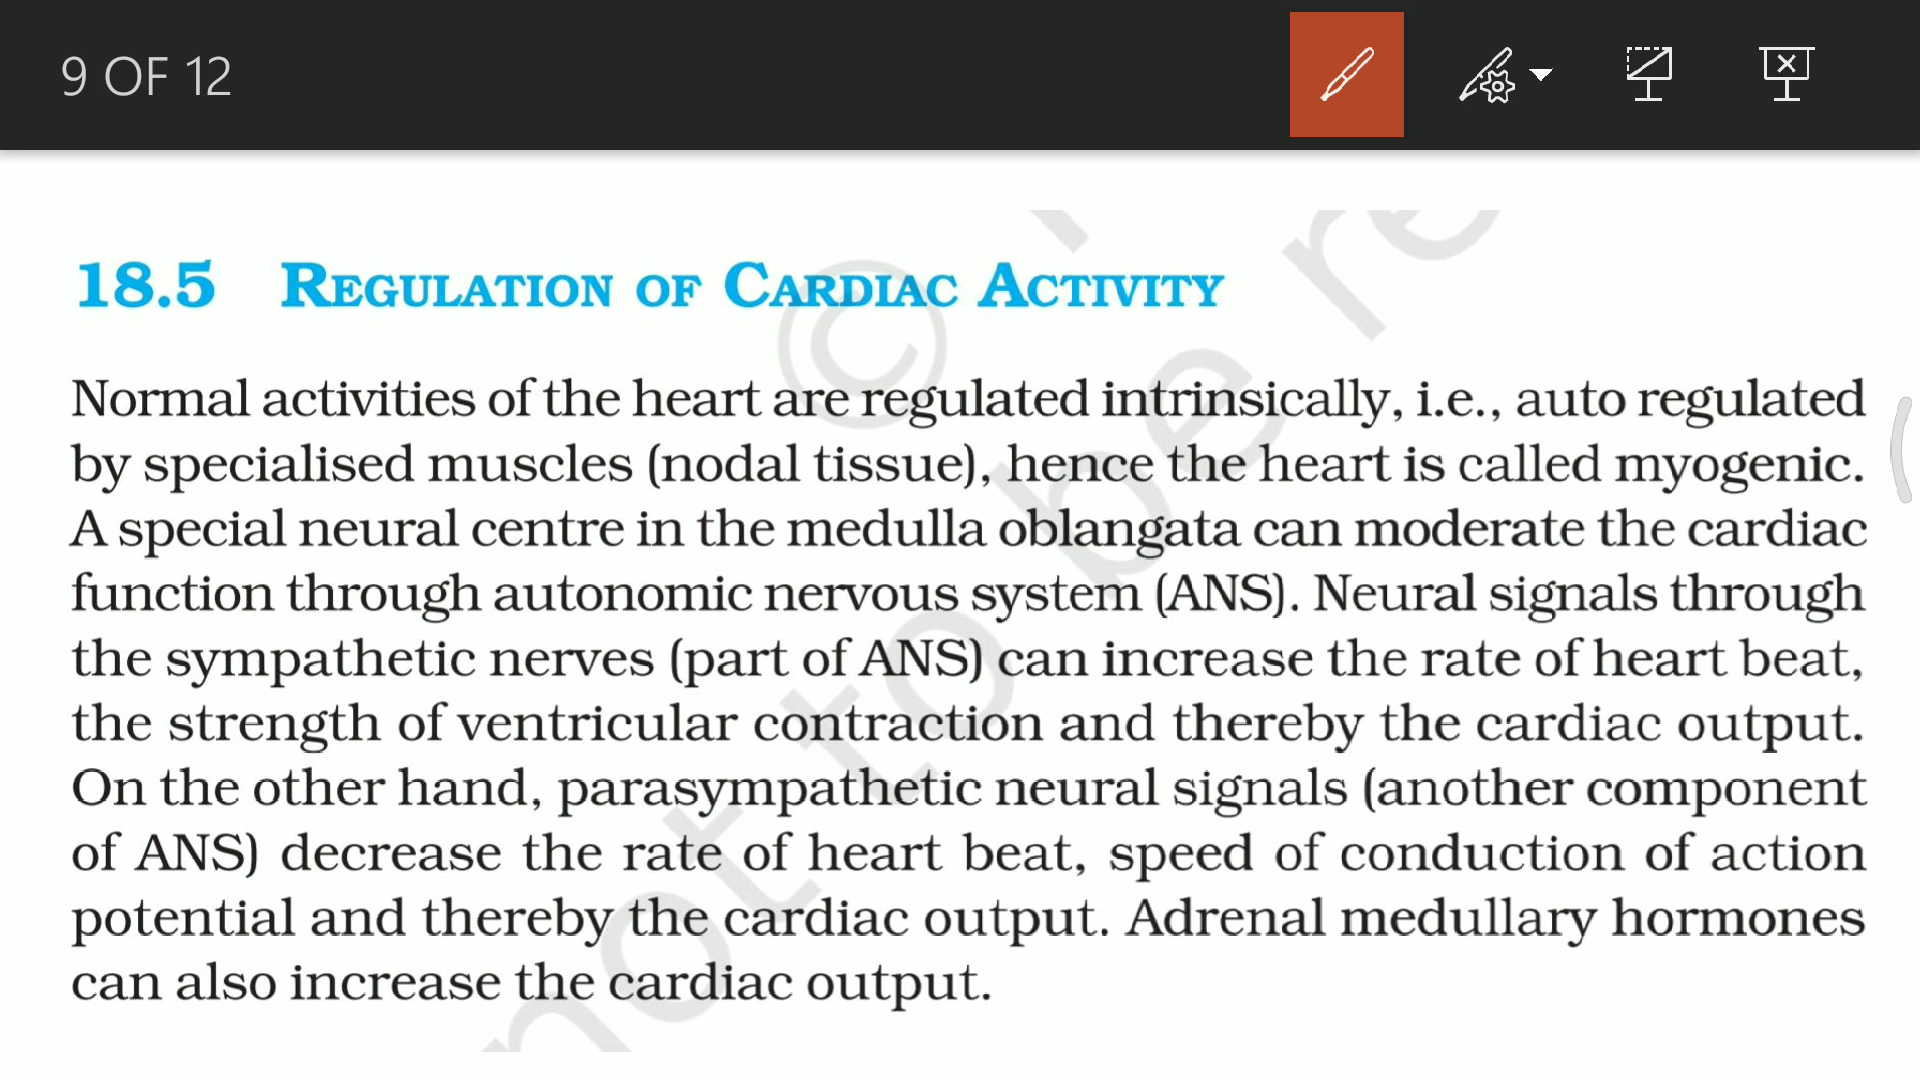 9 OF 12
18.5 REGULATION OF CARDIAC ACTIVITY
Normal activities of the heart are regulated intrinsically, i.e., auto regulated
by specialised muscles (nodal tissue), hence the heart is called myogenic.
A special neural centre in the medulla oblangata can moderate the cardiac
function through autonomic nervous system (ANS). Neural signals through
the sympathetic nerves (part of ANS) can increase the rate of heart beat,
the strength of ventricular contraction and thereby the cardiac output.
On the other hand, parasympathetic neural signals (another component
of ANS) decrease the rate of heart beat, speed of conduction of action
potential and thereby the cardiac output. Adrenal medullary hormones
can also increase the cardiac output.
©
not to be re